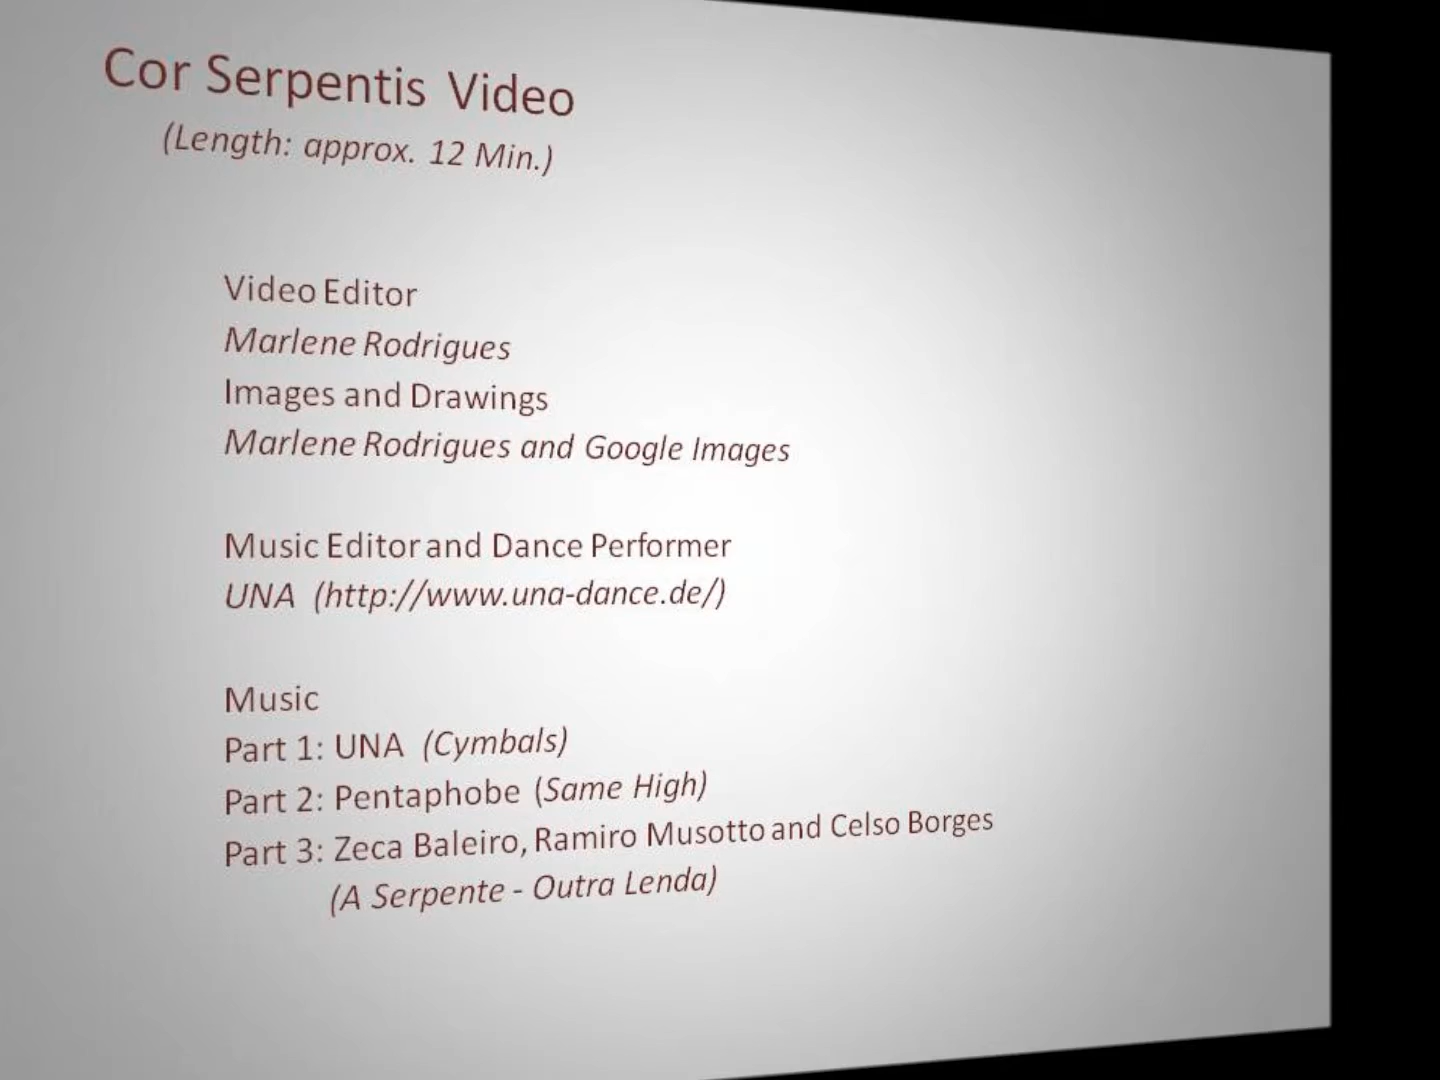 Cor Serpentis Video
(Length: approx. 12 Min.)
Video Editor
Marlene Rodrigues
Images and Drawings
Marlene Rodrigues and Google Images
Music Editor and Dance Performer
UNA (http://www.una-dance.de/)
Music
Part 1: UNA (Cymbals)
Part 2: Pentaphobe (Same High)
Part 3: Zeca Baleiro, Ramiro Musotto and Celso Borges
(A Serpente - Outra Lenda)